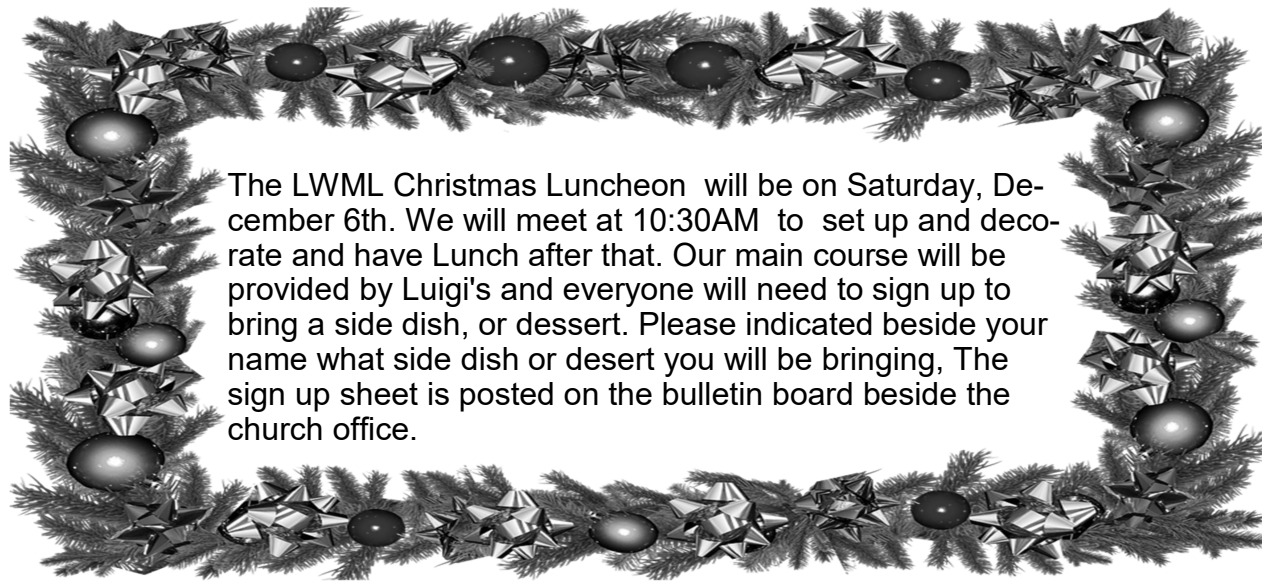 The LWML Christmas Luncheon  will be on Saturday, De-
cember 6th. We will meet at 10:30AM  to  set up and deco-
rate and have Lunch after that. Our main course will be
provided by Luigi's and everyone will need to sign up to
bring a side dish, or dessert. Please indicated beside your
name what side dish or desert you will be bringing, The
sign up sheet is posted on the bulletin board beside the
church office.